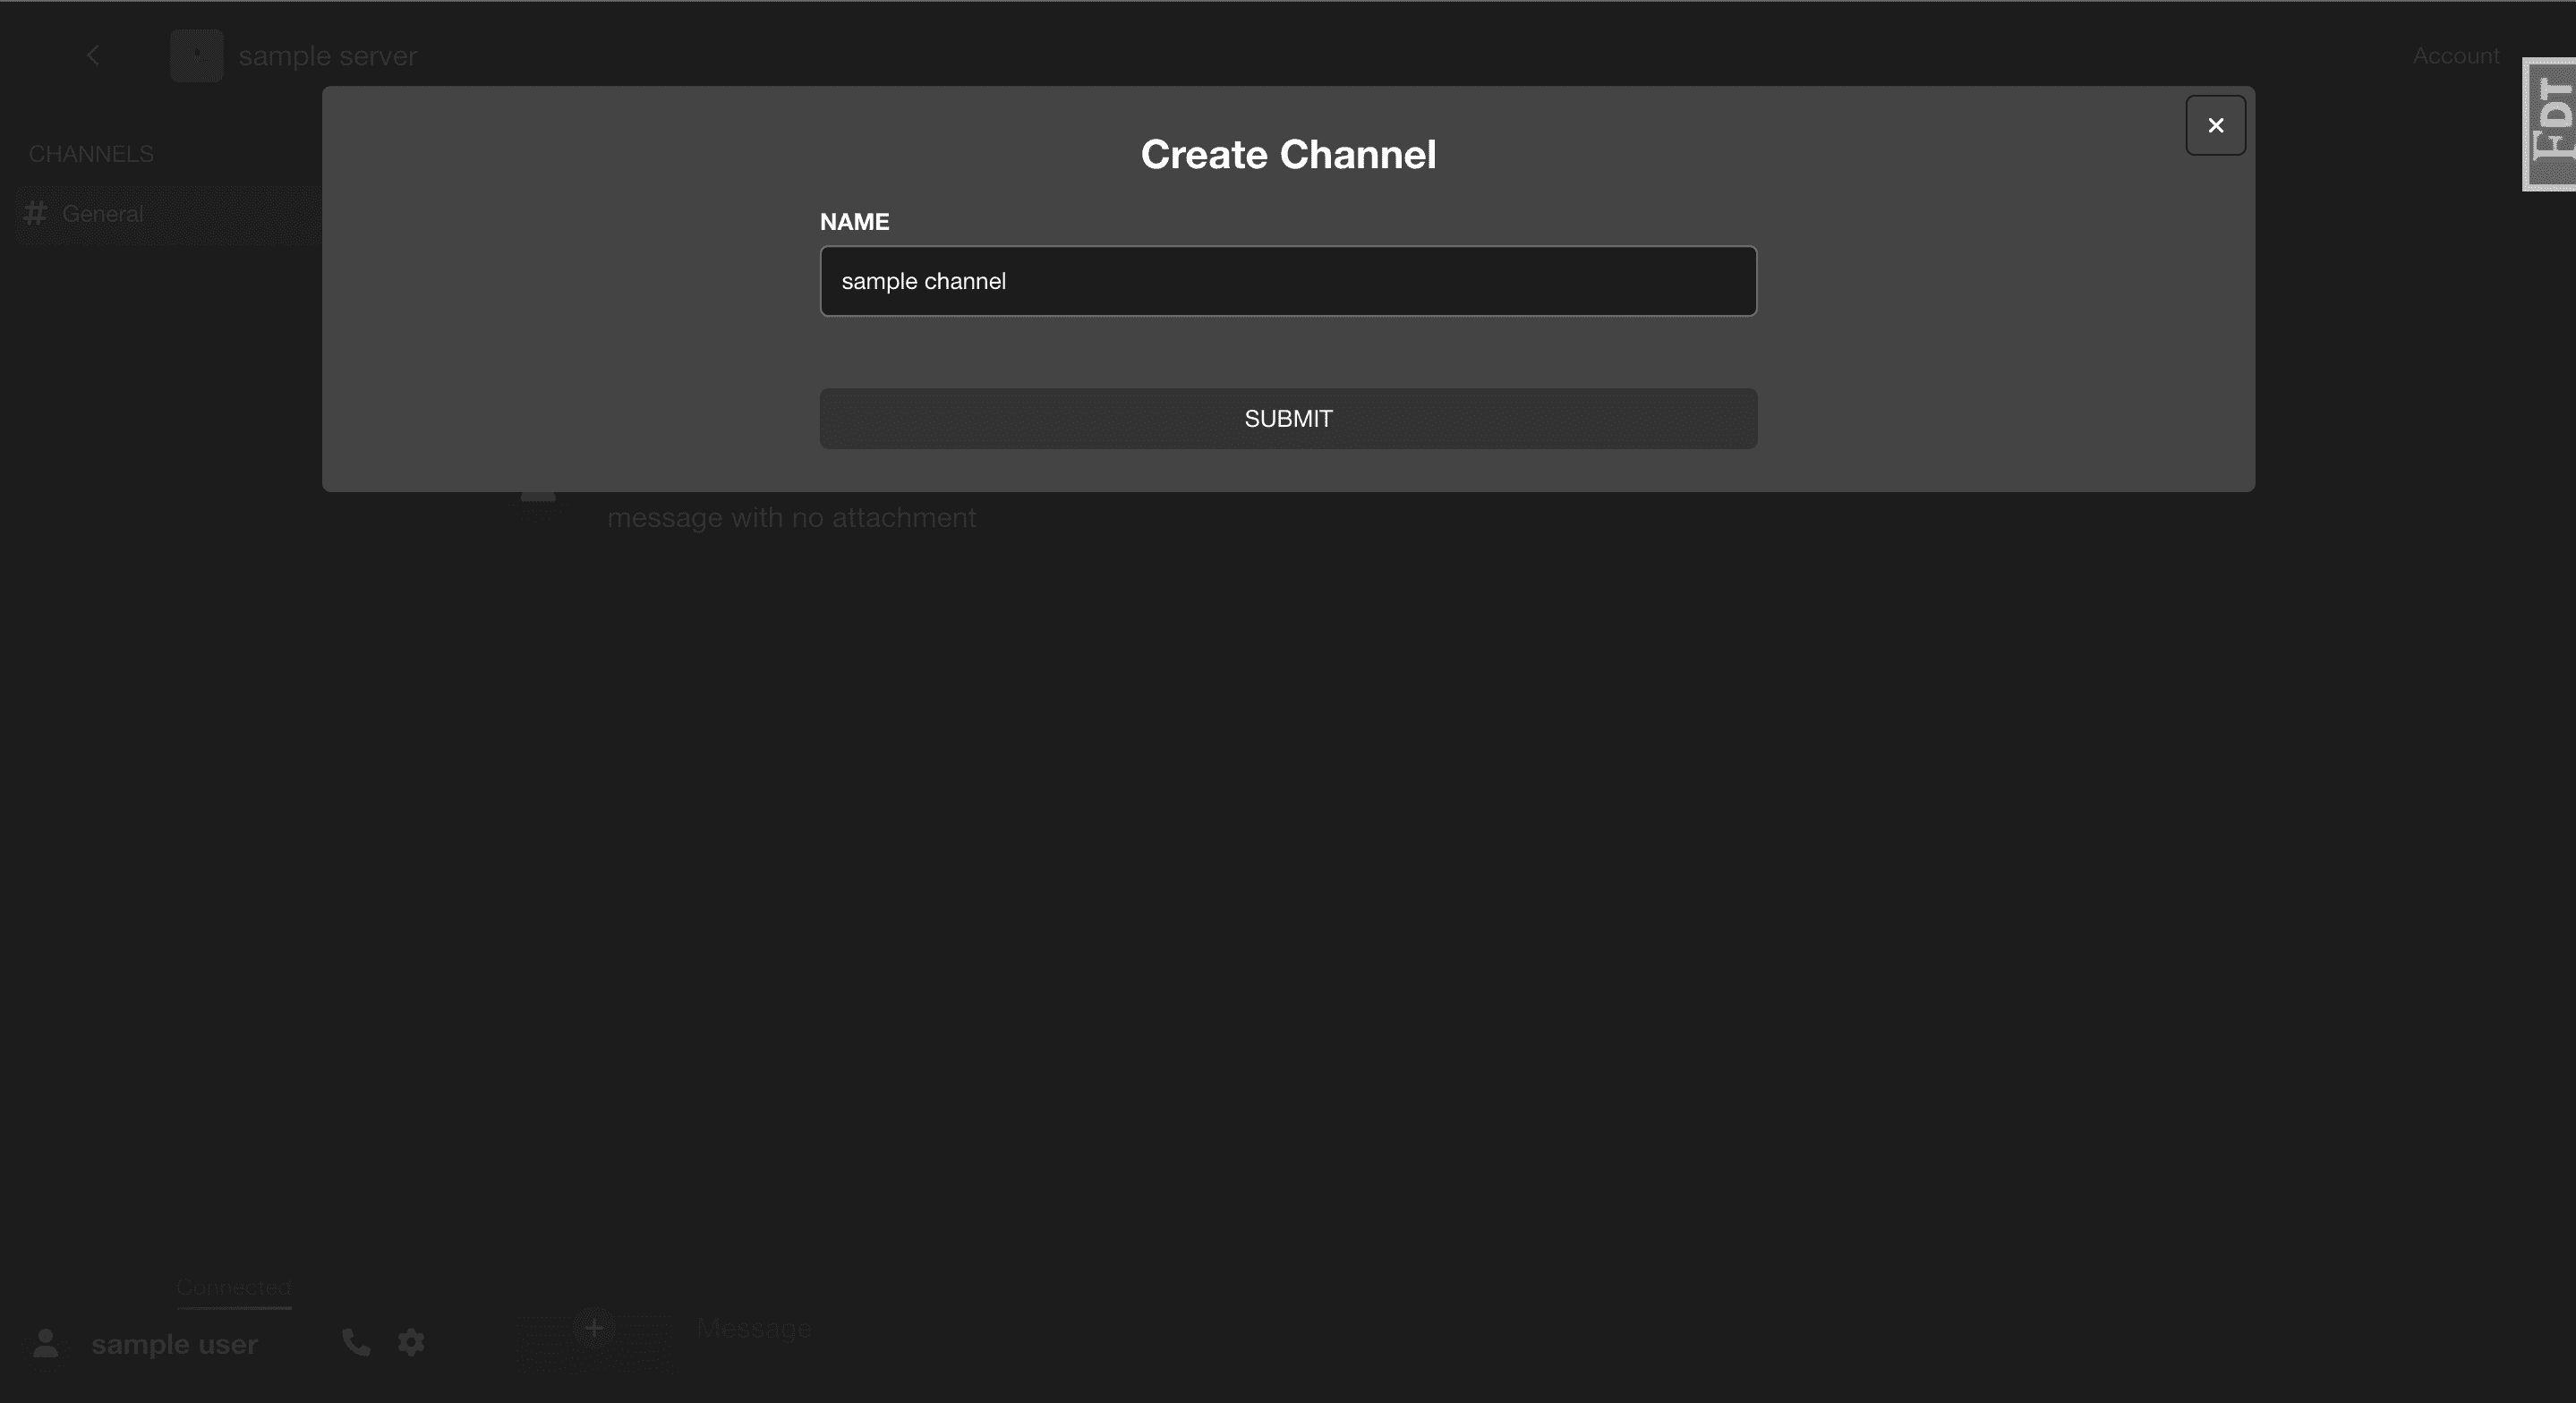 sample server
Account
FDT
CHANNELS
General
Create Channel
NAME
sample channel
SUBMIT
message with no attachment
Connected
sample user
Message